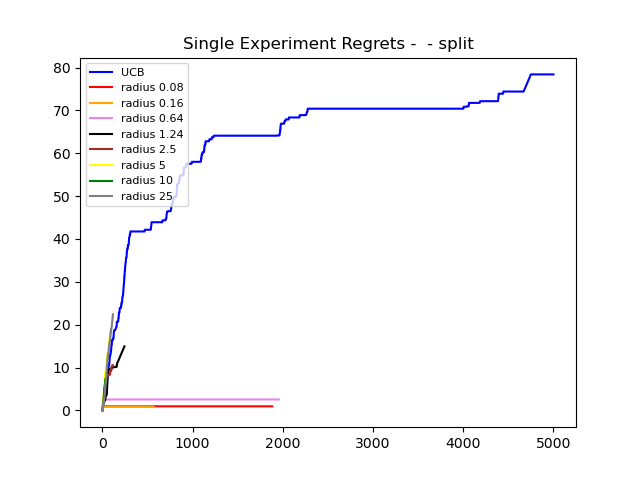 Single Experiment Regrets -  - split
80
70
60
50
40
30
20
10
0
UCB
radius 0.08
radius 0.16
radius 0.64
radius 1.24
radius 2.5
radius 5
radius 10
radius 25
0 1000 2000 3000 4000 5000